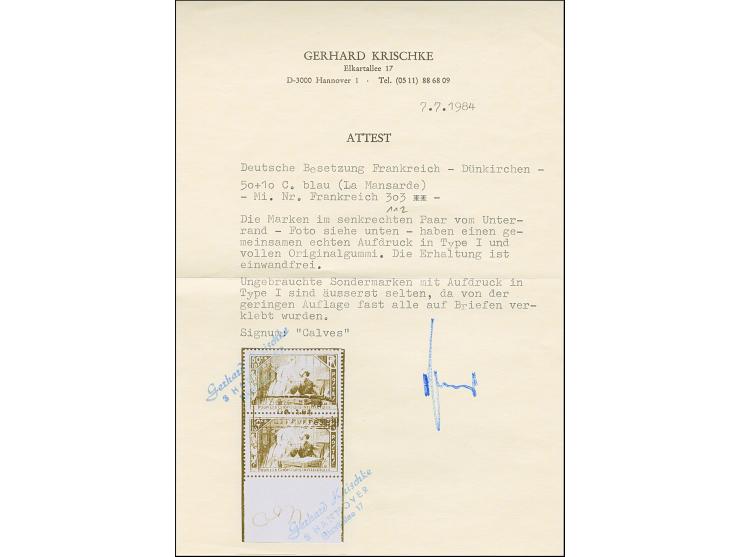 GERHARD KRISCHKE
Elkartallee 17
D-3000 Hannover 1 · Tel. (05 11) 88 68 09
7.7.1984
ATTEST
Deutsche Besetzung Frankreich - Dünkirchen -
50+10 C. blau (La Mansarde)
- Mi. Nr. Frankreich 303 ** -
112
Die Marken im senkrechten Paar vom Unter-
rand - Foto siehe unten - haben einen ge-
meinsamen echten Aufdruck in Type I und
vollen Originalgummi. Die Erhaltung ist
einwandfrei.
Ungebrauchte Sondermarken mit Aufdruck in
Type I sind äusserst selten, da von der
geringen Auflage fast alle auf Briefen ver-
klebt wurden.
Signum: "Calves"
Gerhard Krischke
Gerhard Krischke
3 HANNOVER